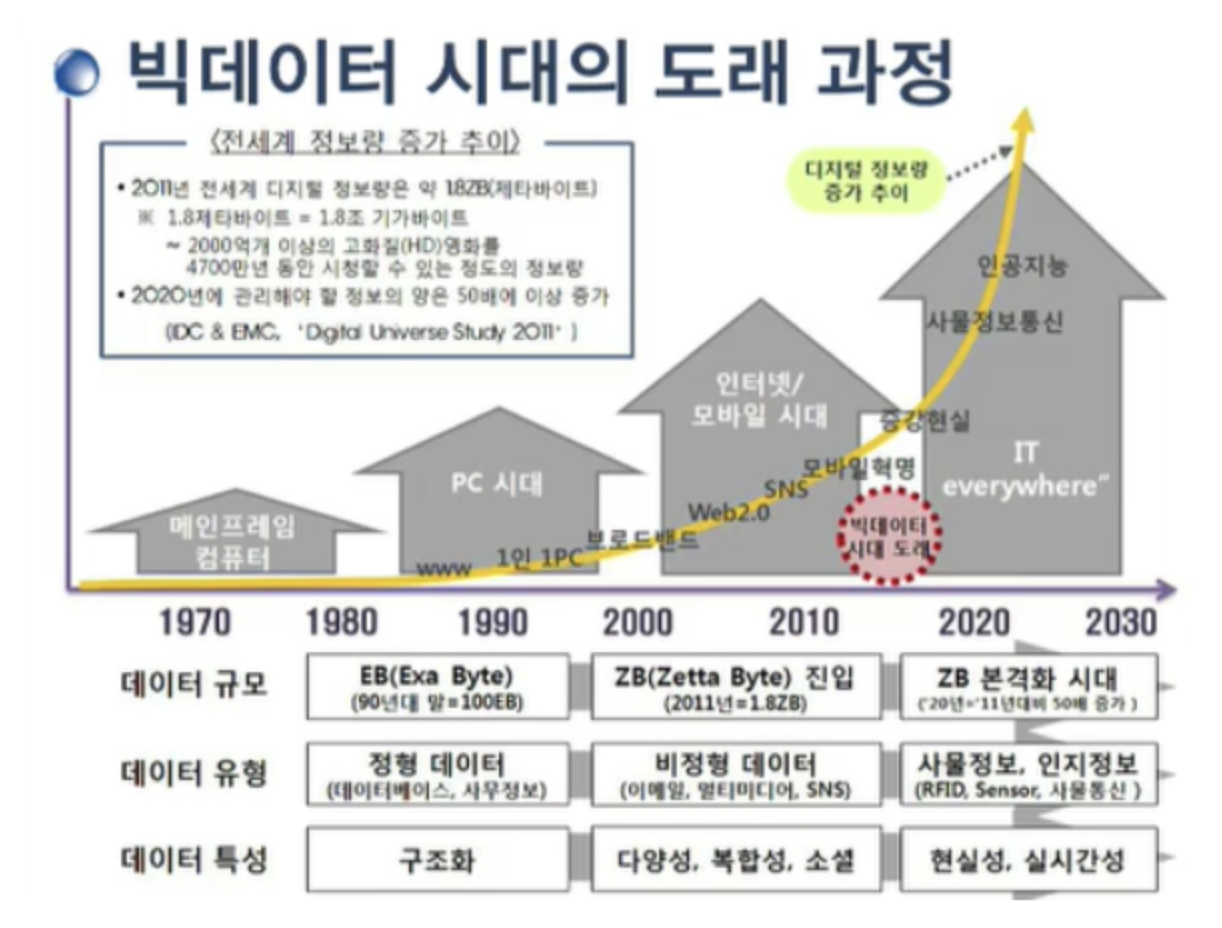 빅데이터 시대의 도래 과정
〈전세계 정보량 증가 추이〉
• 2011년 전세계 디지털 정보량은 약 1.8ZB(제타바이트)
※ 1.8제타바이트 = 1.8조 기가바이트
~ 2000억개 이상의 고화질(HD)영화를
4700만년 동안 시청할 수 있는 정도의 정보량
• 2020년에 관리해야 할 정보의 양은 50배에 이상 증가
(IDC & EMC, 'Digital Universe Study 2011' )
디지털 정보량
증가 추이
인공지능
사물정보통신
인터넷/
모바일 시대
증강현실
IT
everywhere”
모바일혁명
PC 시대
SNS
Web2.0
메인프레임
컴퓨터
빅데이터
시대 도래
브로드밴드
1인 1PC
www
1970 1980 1990 2000 2010 2020 2030
데이터 규모
EB(Exa Byte)
(90년대 말=100EB)
ZB(Zetta Byte) 진입
(2011년=1.8ZB)
ZB 본격화 시대
('20년='11년대비 50배 증가 )
데이터 유형
정형 데이터
(데이터베이스, 사무정보)
비정형 데이터
(이메일, 멀티미디어, SNS)
사물정보, 인지정보
(RFID, Sensor, 사물통신 )
데이터 특성
구조화
다양성, 복합성, 소셜
현실성, 실시간성